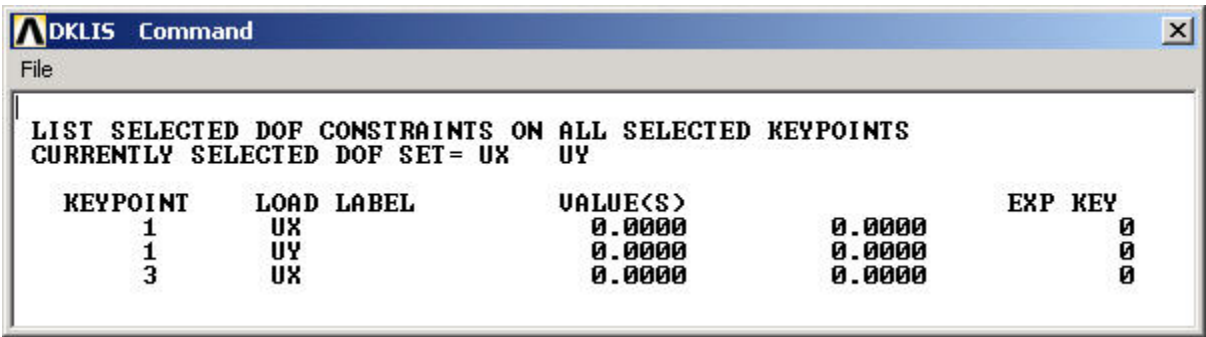 DKLIS Command
File
LIST SELECTED DOF CONSTRAINTS ON ALL SELECTED KEYPOINTS
CURRENTLY SELECTED DOF SET= UX UY
KEYPOINT LOAD LABEL VALUE(S) EXP KEY
1 UX 0.0000 0.0000 0
1 UY 0.0000 0.0000 0
3 UX 0.0000 0.0000 0